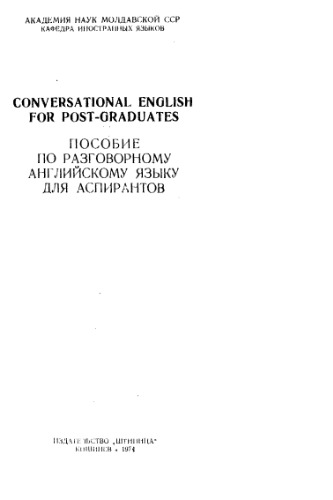 АКАДЕМИЯ НАУК МОЛДАВСКОЙ ССР
КАФЕДРА ИНОСТРАННЫХ ЯЗЫКОВ
CONVERSATIONAL ENGLISH
FOR POST-GRADUATES
ПОСОБИЕ
ПО РАЗГОВОРНОМУ
АНГЛИЙСКОМУ ЯЗЫКУ
ДЛЯ АСПИРАНТОВ
ИЗДАТЕЛЬСТВО „ШТИИНЦА"
КИШИНЕВ • 1974